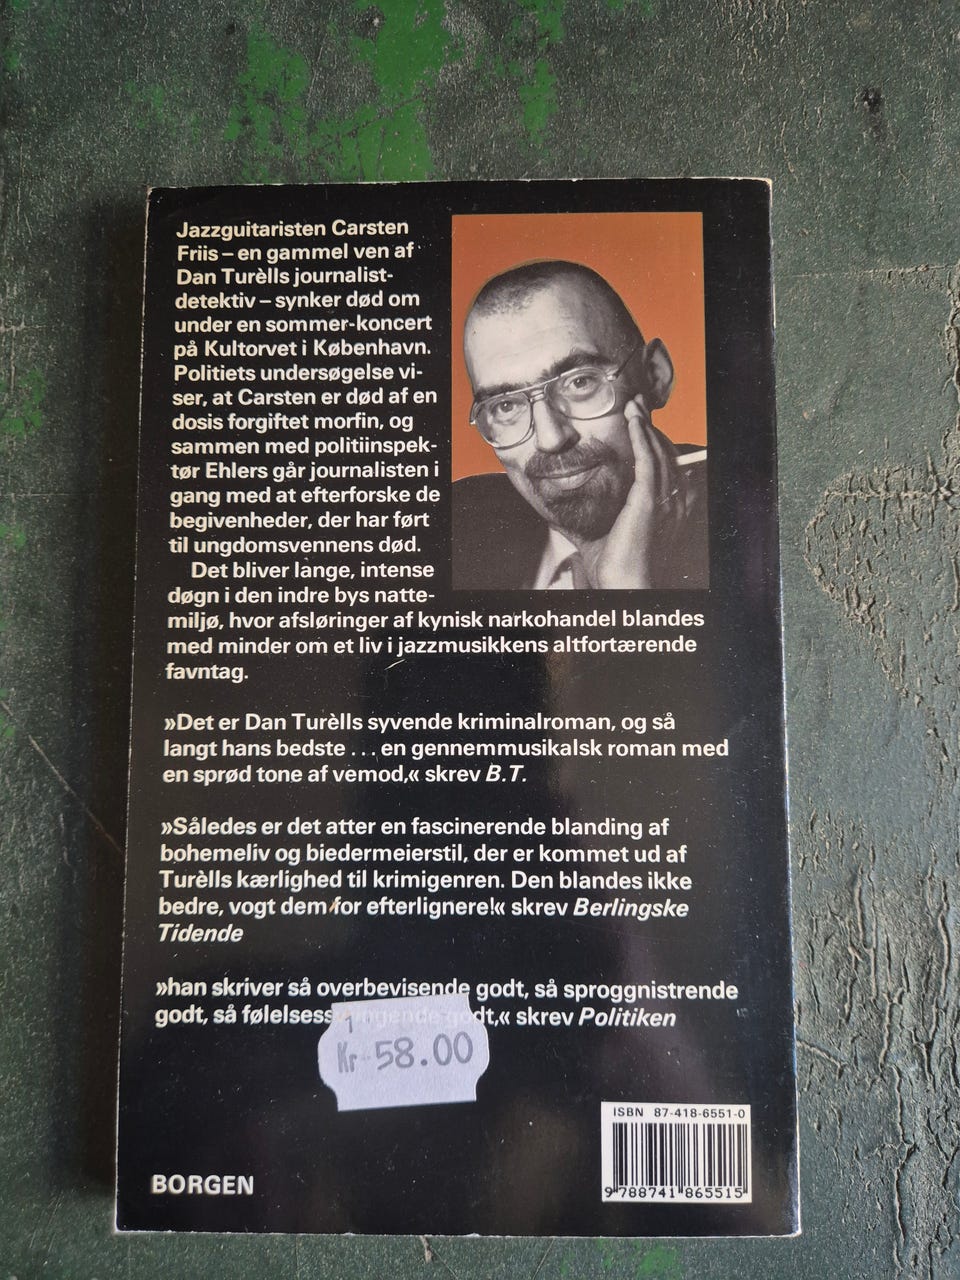 Jazzguitaristen Carsten
Friis – en gammel ven af
Dan Turèlls journalist-
detektiv – synker død om
under en sommer-koncert
på Kultorvet i København.
Politiets undersøgelse vi-
ser, at Carsten er død af en
dosis forgiftet morfin, og
sammen med politiinspek-
tør Ehlers går journalisten i
gang med at efterforske de
begivenheder, der har ført
til ungdomsvennens død.
Det bliver lange, intense
døgn i den indre bys natte-
miljø, hvor afsløringer af kynisk narkohandel blandes
med minder om et liv i jazzmusikkens altfortærende
favntag.
»Det er Dan Turèlls syvende kriminalroman, og så
langt hans bedste . . . en gennemmusikalsk roman med
en sprød tone af vemod,« skrev B.T.
»Således er det atter en fascinerende blanding af
bohemeliv og biedermeierstil, der er kommet ud af
Turèlls kærlighed til krimigenren. Den blandes ikke
bedre, vogt dem for efterlignere!« skrev Berlingske
Tidende
»han skriver så overbevisende godt, så sproggnistrende
godt, så følelsessvingende godt,« skrev Politiken
1
Kr 58.00
ISBN 87-418-6551-0
9 788741 865515
BORGEN